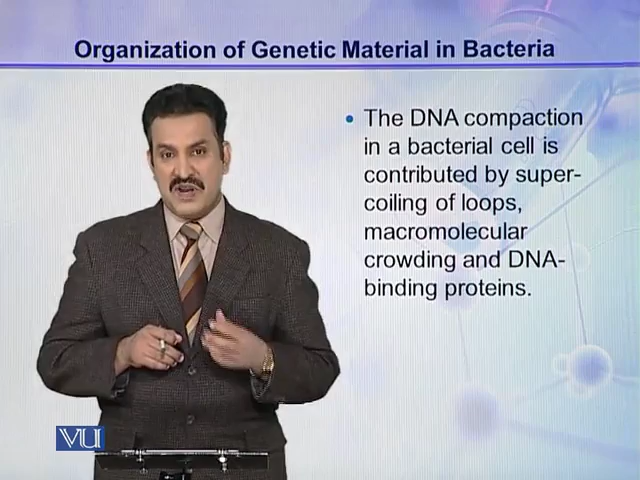 Organization of Genetic Material in Bacteria
• The DNA compaction
in a bacterial cell is
contributed by super-
coiling of loops,
macromolecular
crowding and DNA-
binding proteins.
VU